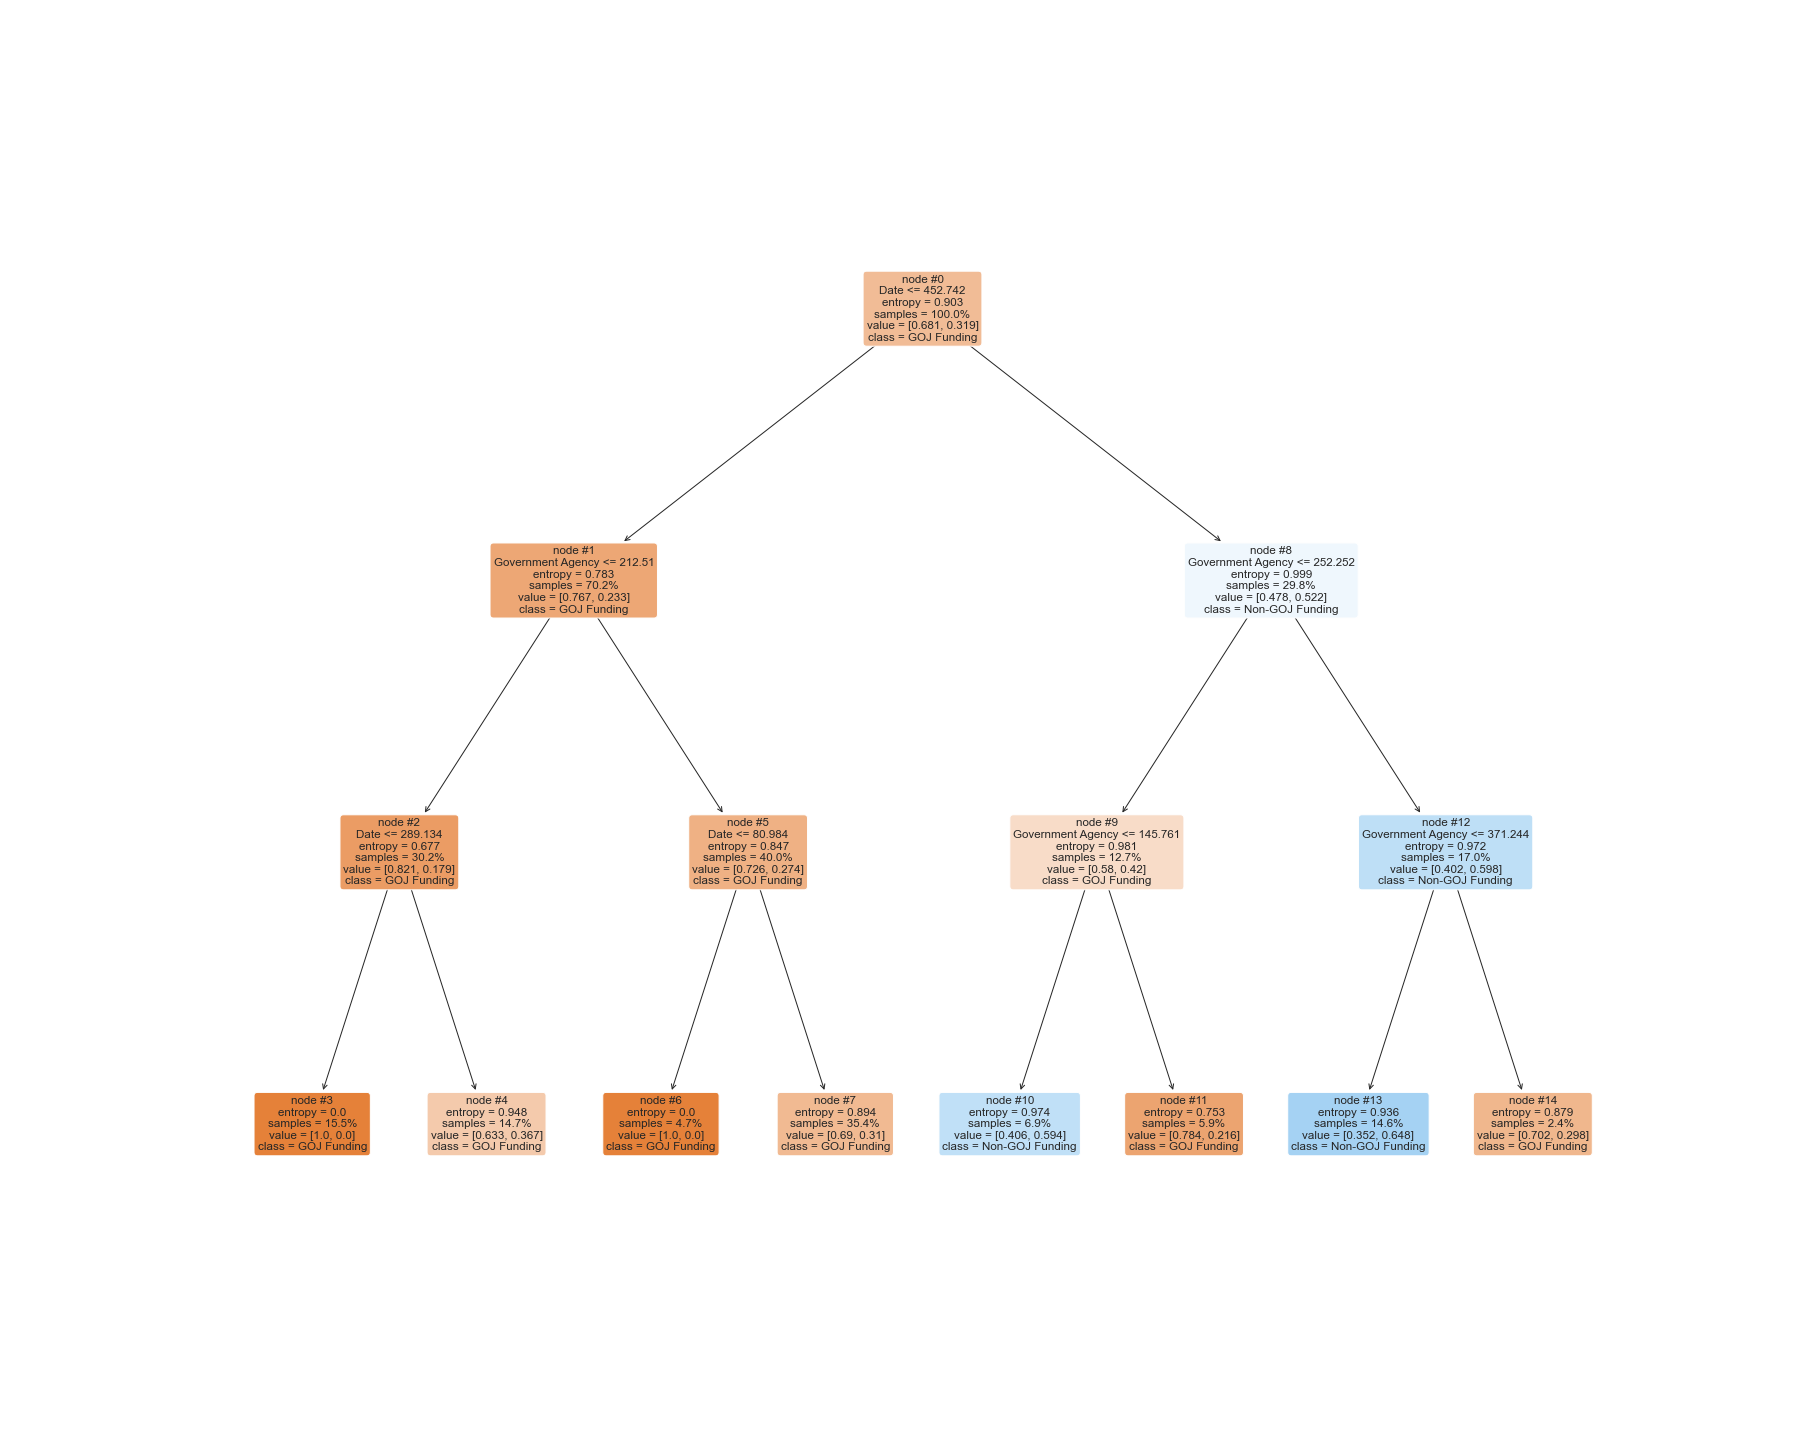 node #0
Date <= 452.742
entropy = 0.903
samples = 100.0%
value = [0.681, 0.319]
class = GOJ Funding
node #1
Government Agency <= 212.51
entropy = 0.783
samples = 70.2%
value = [0.767, 0.233]
class = GOJ Funding
node #8
Government Agency <= 252.252
entropy = 0.999
samples = 29.8%
value = [0.478, 0.522]
class = Non-GOJ Funding
node #2
Date <= 289.134
entropy = 0.677
samples = 30.2%
value = [0.821, 0.179]
class = GOJ Funding
node #5
Date <= 80.984
entropy = 0.847
samples = 40.0%
value = [0.726, 0.274]
class = GOJ Funding
node #9
Government Agency <= 145.761
entropy = 0.981
samples = 12.7%
value = [0.58, 0.42]
class = GOJ Funding
node #12
Government Agency <= 371.244
entropy = 0.972
samples = 17.0%
value = [0.402, 0.598]
class = Non-GOJ Funding
node #3
entropy = 0.0
samples = 15.5%
value = [1.0, 0.0]
class = GOJ Funding
node #4
entropy = 0.948
samples = 14.7%
value = [0.633, 0.367]
class = GOJ Funding
node #6
entropy = 0.0
samples = 4.7%
value = [1.0, 0.0]
class = GOJ Funding
node #7
entropy = 0.894
samples = 35.4%
value = [0.69, 0.31]
class = GOJ Funding
node #10
entropy = 0.974
samples = 6.9%
value = [0.406, 0.594]
class = Non-GOJ Funding
node #11
entropy = 0.753
samples = 5.9%
value = [0.784, 0.216]
class = GOJ Funding
node #13
entropy = 0.936
samples = 14.6%
value = [0.352, 0.648]
class = Non-GOJ Funding
node #14
entropy = 0.879
samples = 2.4%
value = [0.702, 0.298]
class = GOJ Funding